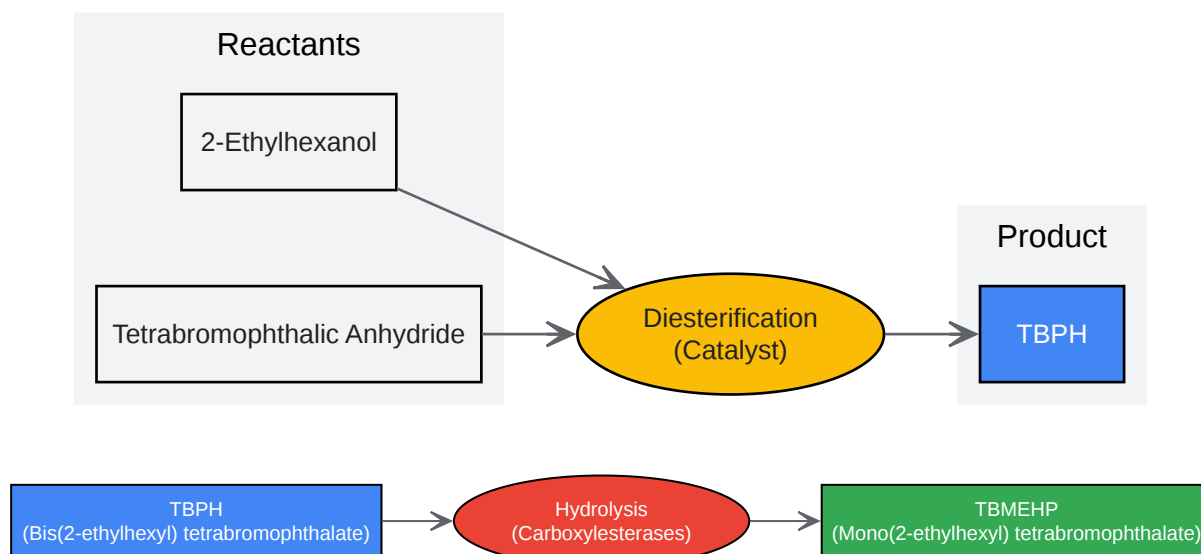 Reactants
2-Ethylhexanol
Tetrabromophthalic Anhydride
Diesterification
(Catalyst)
Product
TBPH
TBPH
(Bis(2-ethylhexyl) tetrabromophthalate)
Hydrolysis
(Carboxylesterases)
TBMEHP
(Mono(2-ethylhexyl) tetrabromophthalate)